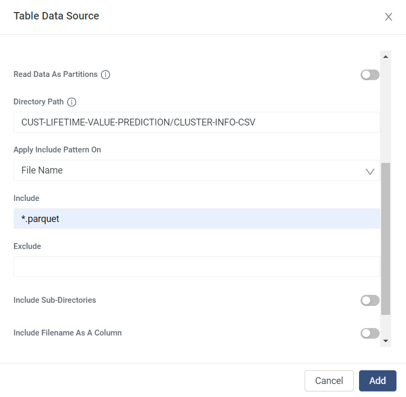 Table Data Source
Read Data As Partitions
Directory Path
CUST-LIFETIME-VALUE-PREDICTION/CLUSTER-INFO-CSV
Apply Include Pattern On
File Name
Include
*.parquet
Exclude
Include Sub-Directories
Include Filename As A Column
Cancel Add